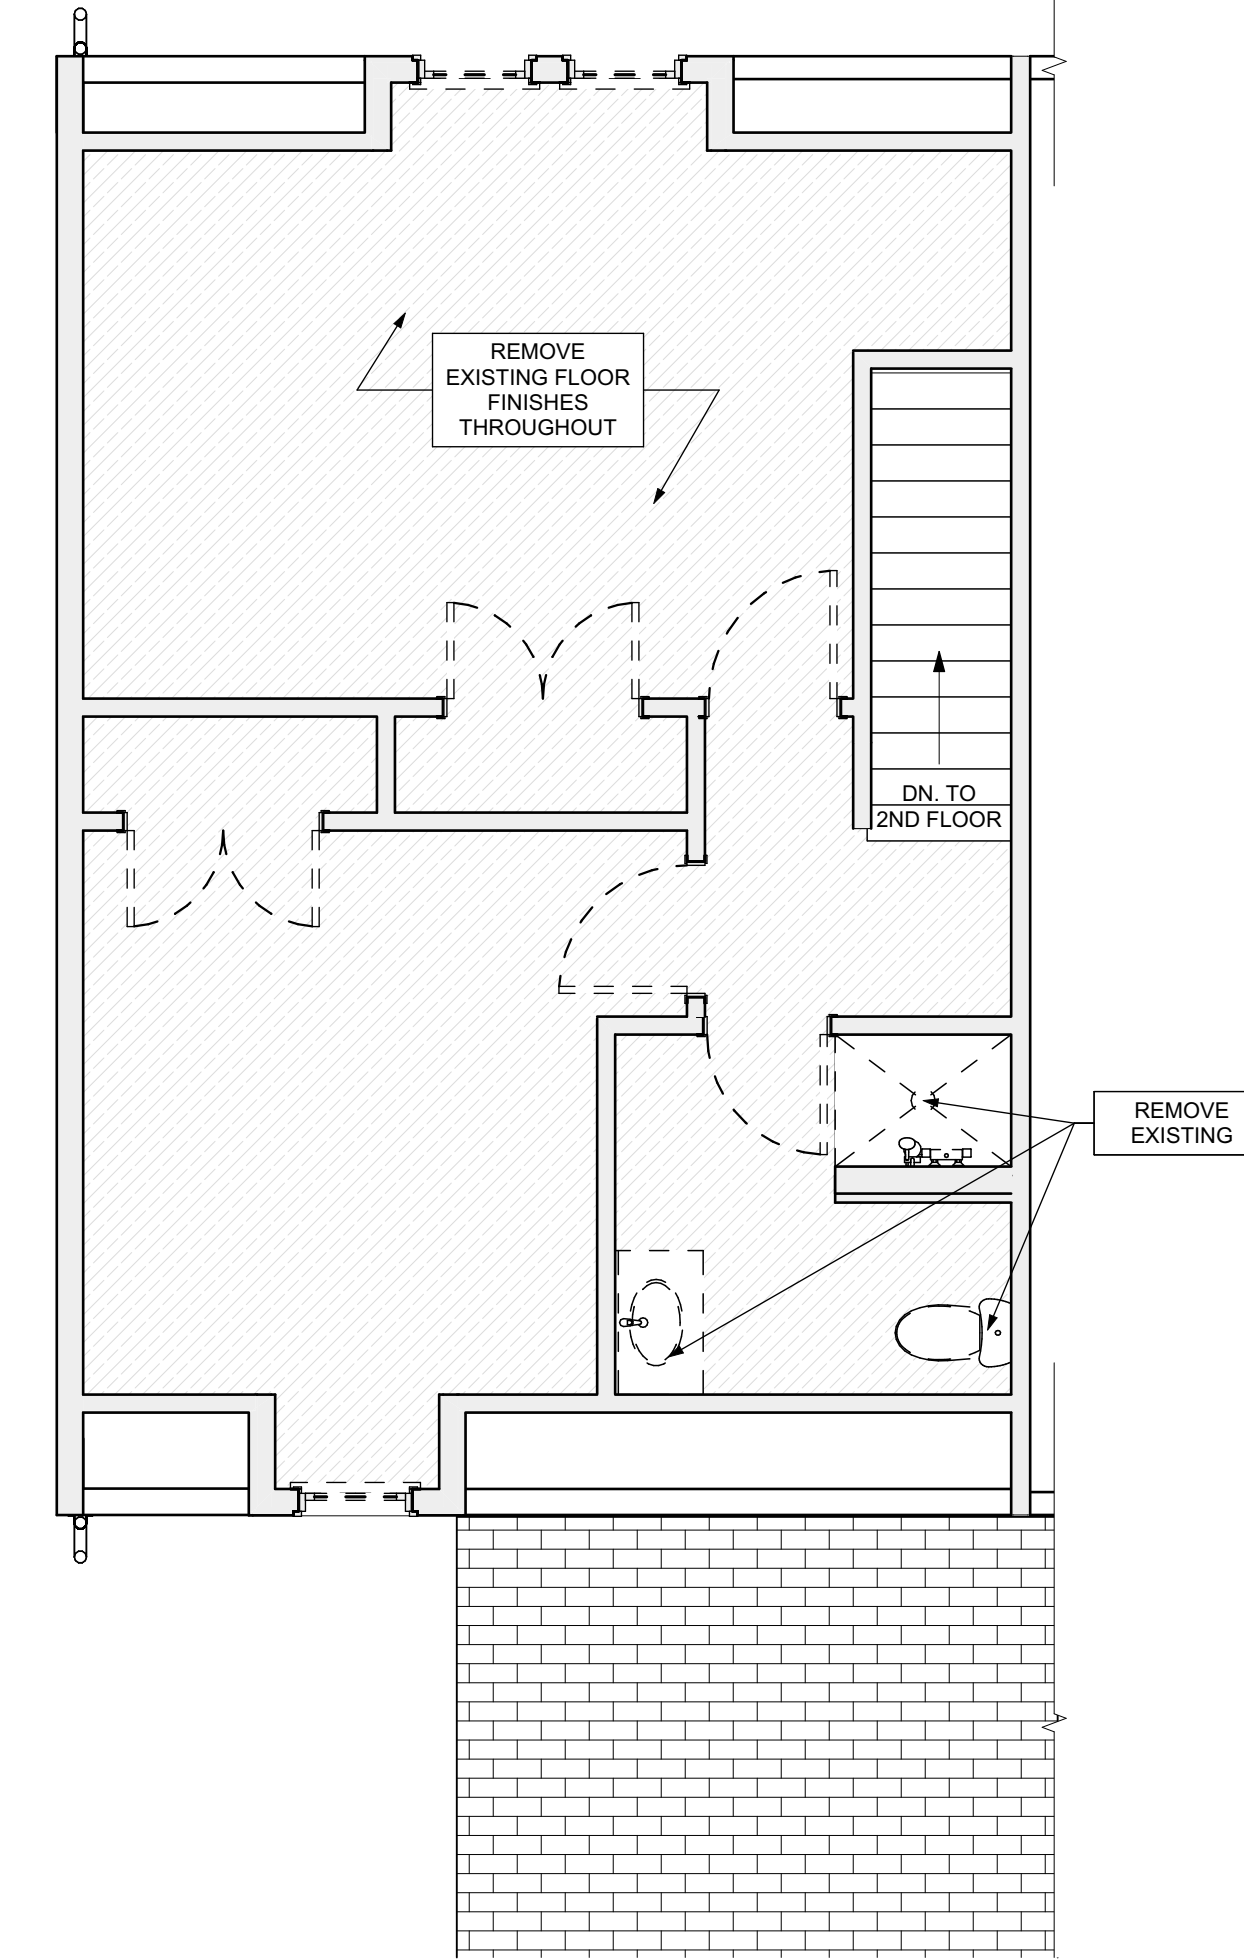 REMOVE
EXISTING FLOOR
FINISHES
THROUGHOUT
DN. TO
2ND FLOOR
REMOVE
EXISTING